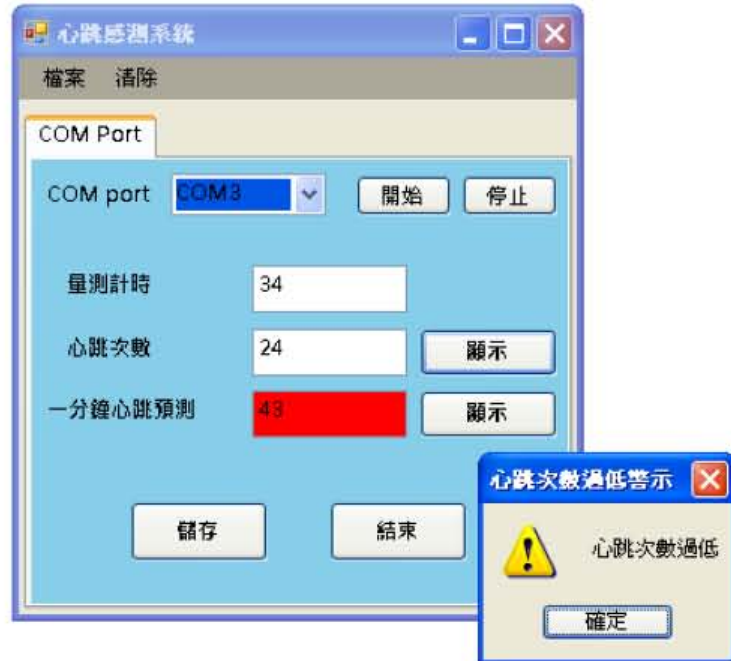 心跳感測系統
檔案 清除
COM Port
COM port COM3 開始 停止
量測計時 34
心跳次數 24 顯示
一分鐘心跳預測 43 顯示
儲存 結束
心跳次數過低警示
心跳次數過低
確定